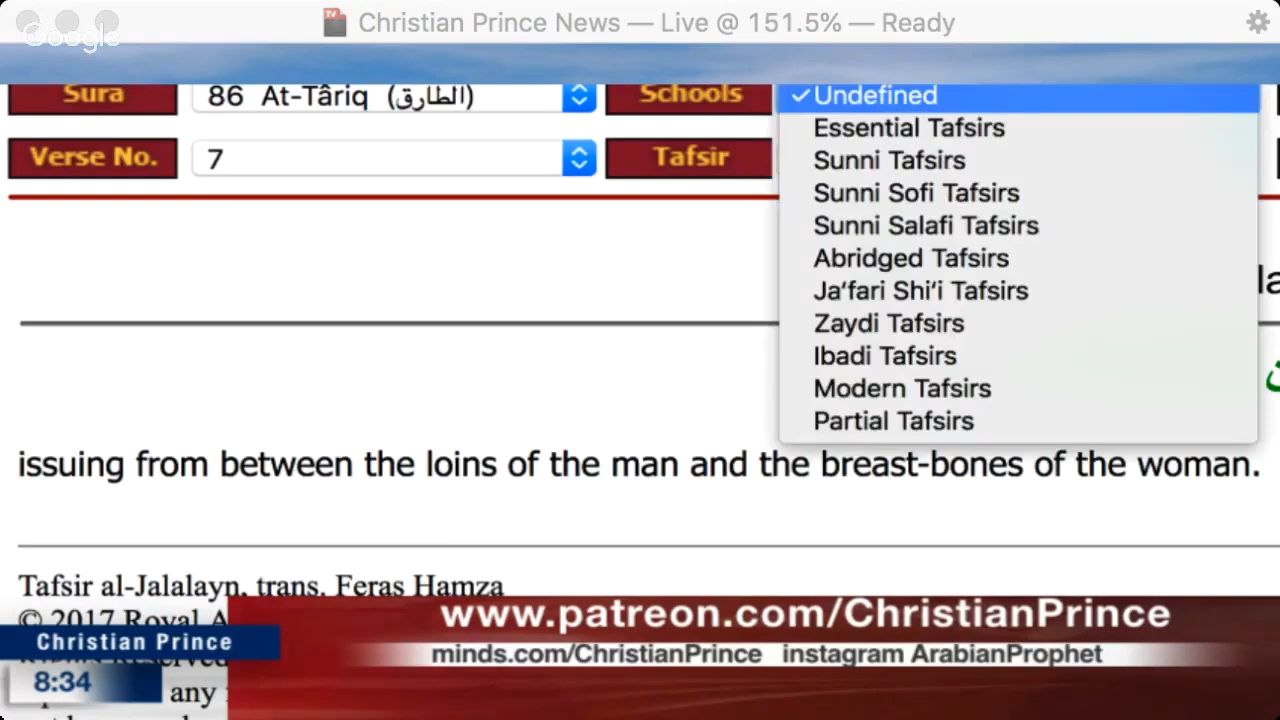 Christian Prince News — Live @ 151.5% — Ready
Google
Sura 86 At-Târiq (الطارق) Schools ✓Undefined
Essential Tafsirs
Verse No. 7 Tafsir Sunni Tafsirs
Sunni Sofi Tafsirs
Sunni Salafi Tafsirs
Abridged Tafsirs
Ja‘fari Shi‘i Tafsirs
Zaydi Tafsirs
Ibadi Tafsirs
Modern Tafsirs
Partial Tafsirs
issuing from between the loins of the man and the breast-bones of the woman.
Tafsir al-Jalalayn, trans. Feras Hamza
© 2017 Royal A
www.patreon.com/ChristianPrince
Christian Prince
minds.com/ChristianPrince instagram ArabianProphet
8:34
any